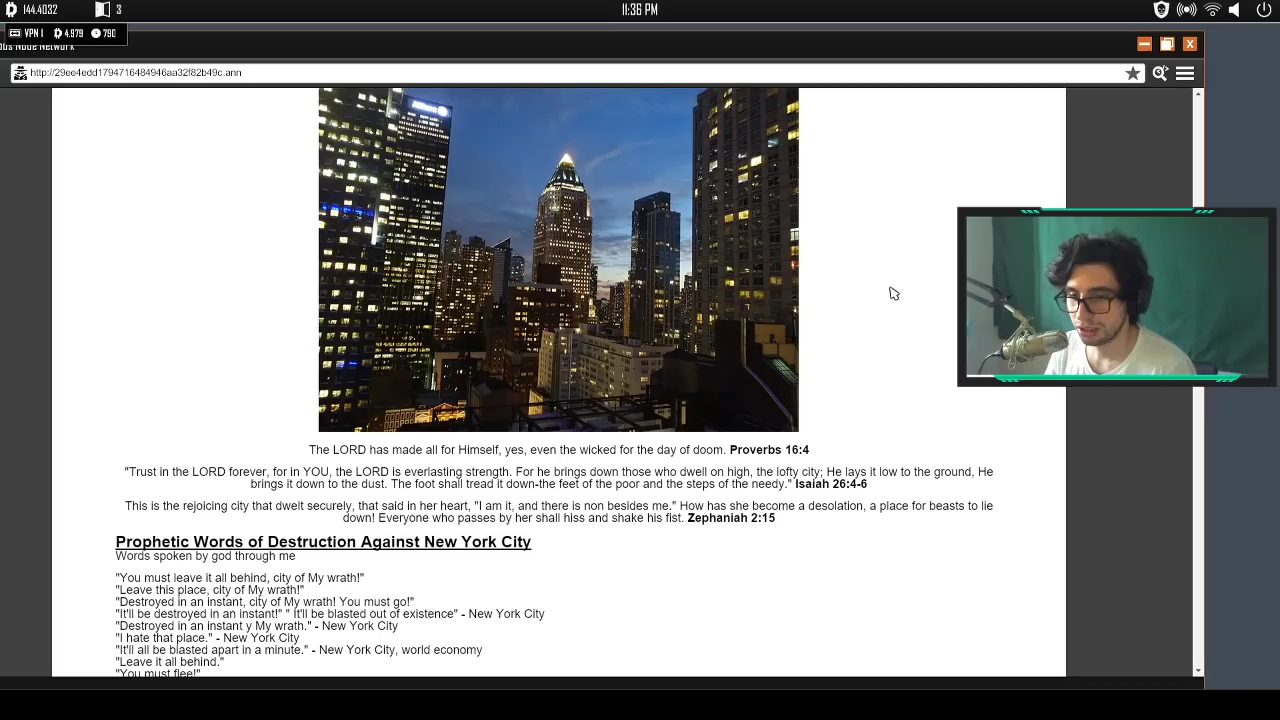 144.4032
3
11:36 PM
VPN 1
4.979
790
http://29ee4edd1794716484946aa32f82b49c.ann
Allianz
The LORD has made all for Himself, yes, even the wicked for the day of doom. Proverbs 16:4
"Trust in the LORD forever, for in YOU, the LORD is everlasting strength. For he brings down those who dwell on high, the lofty city; He lays it low to the ground, He
brings it down to the dust. The foot shall tread it down-the feet of the poor and the steps of the needy." Isaiah 26:4-6
This is the rejoicing city that dwelt securely, that said in her heart, "I am it, and there is non besides me." How has she become a desolation, a place for beasts to lie
down! Everyone who passes by her shall hiss and shake his fist. Zephaniah 2:15
Prophetic Words of Destruction Against New York City
Words spoken by god through me
"You must leave it all behind, city of My wrath!"
"Leave this place, city of My wrath!"
"Destroyed in an instant, city of My wrath! You must go!"
"It'll be destroyed in an instant!" " It'll be blasted out of existence" - New York City
"Destroyed in an instant y My wrath." - New York City
"I hate that place." - New York City
"It'll all be blasted apart in a minute." - New York City, world economy
"Leave it all behind."
"You must flee!"